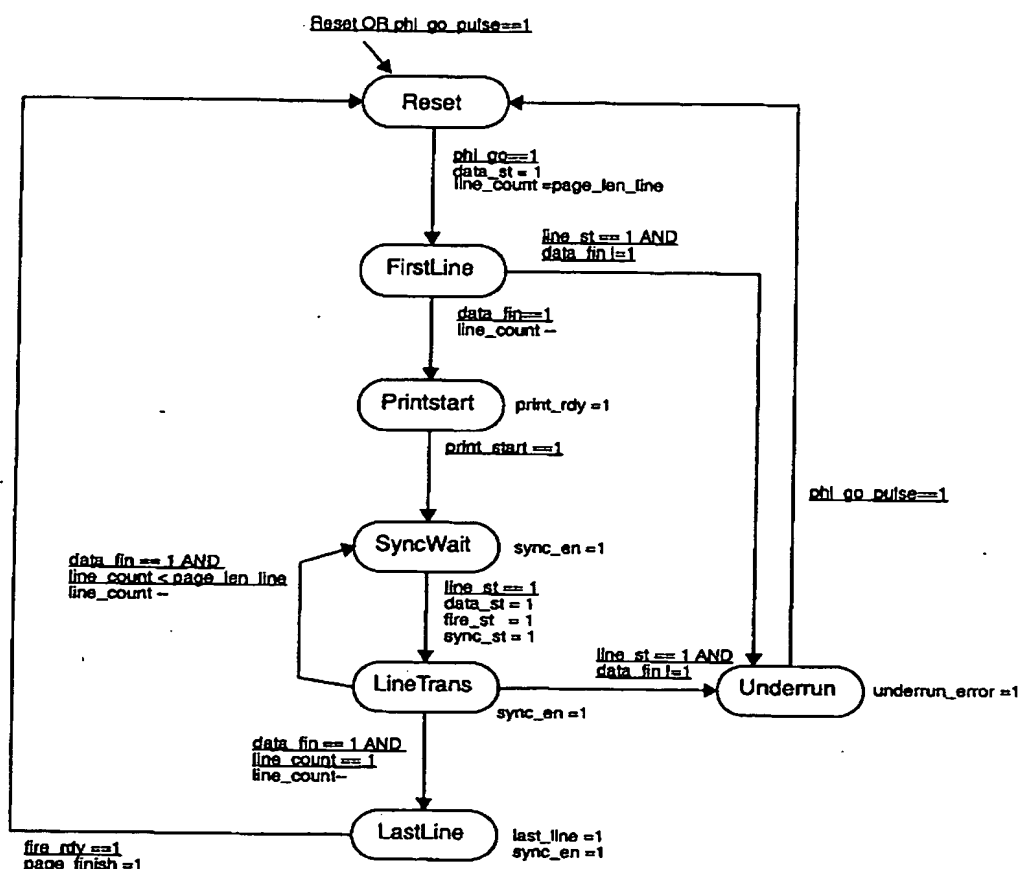 Reset OR phi_go_pulse==1
Reset
phi_go==1
data_st = 1
line_count =page_len_line
line_st == 1 AND
data_fin !=1
FirstLine
data_fin==1
line_count --
Printstart
print_rdy =1
print_start ==1
phi_go_pulse==1
SyncWait
sync_en =1
data_fin == 1 AND
line_count < page_len_line
line_count --
line_st == 1
data_st = 1
fire_st = 1
sync_st = 1
line_st == 1 AND
data_fin !=1
LineTrans
sync_en =1
Underrun
underrun_error =1
data_fin == 1 AND
line_count == 1
line_count--
LastLine
last_line =1
sync_en =1
fire_rdy ==1
page_finish =1